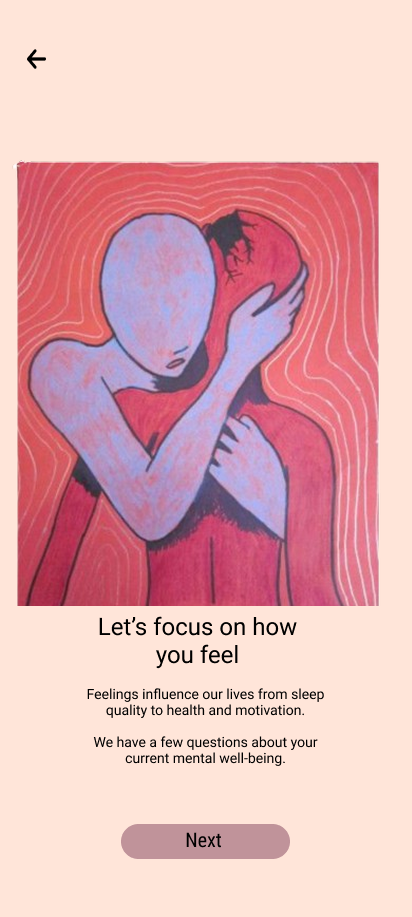 Let’s focus on how
you feel
Feelings influence our lives from sleep
quality to health and motivation.
We have a few questions about your
current mental well-being.
Next